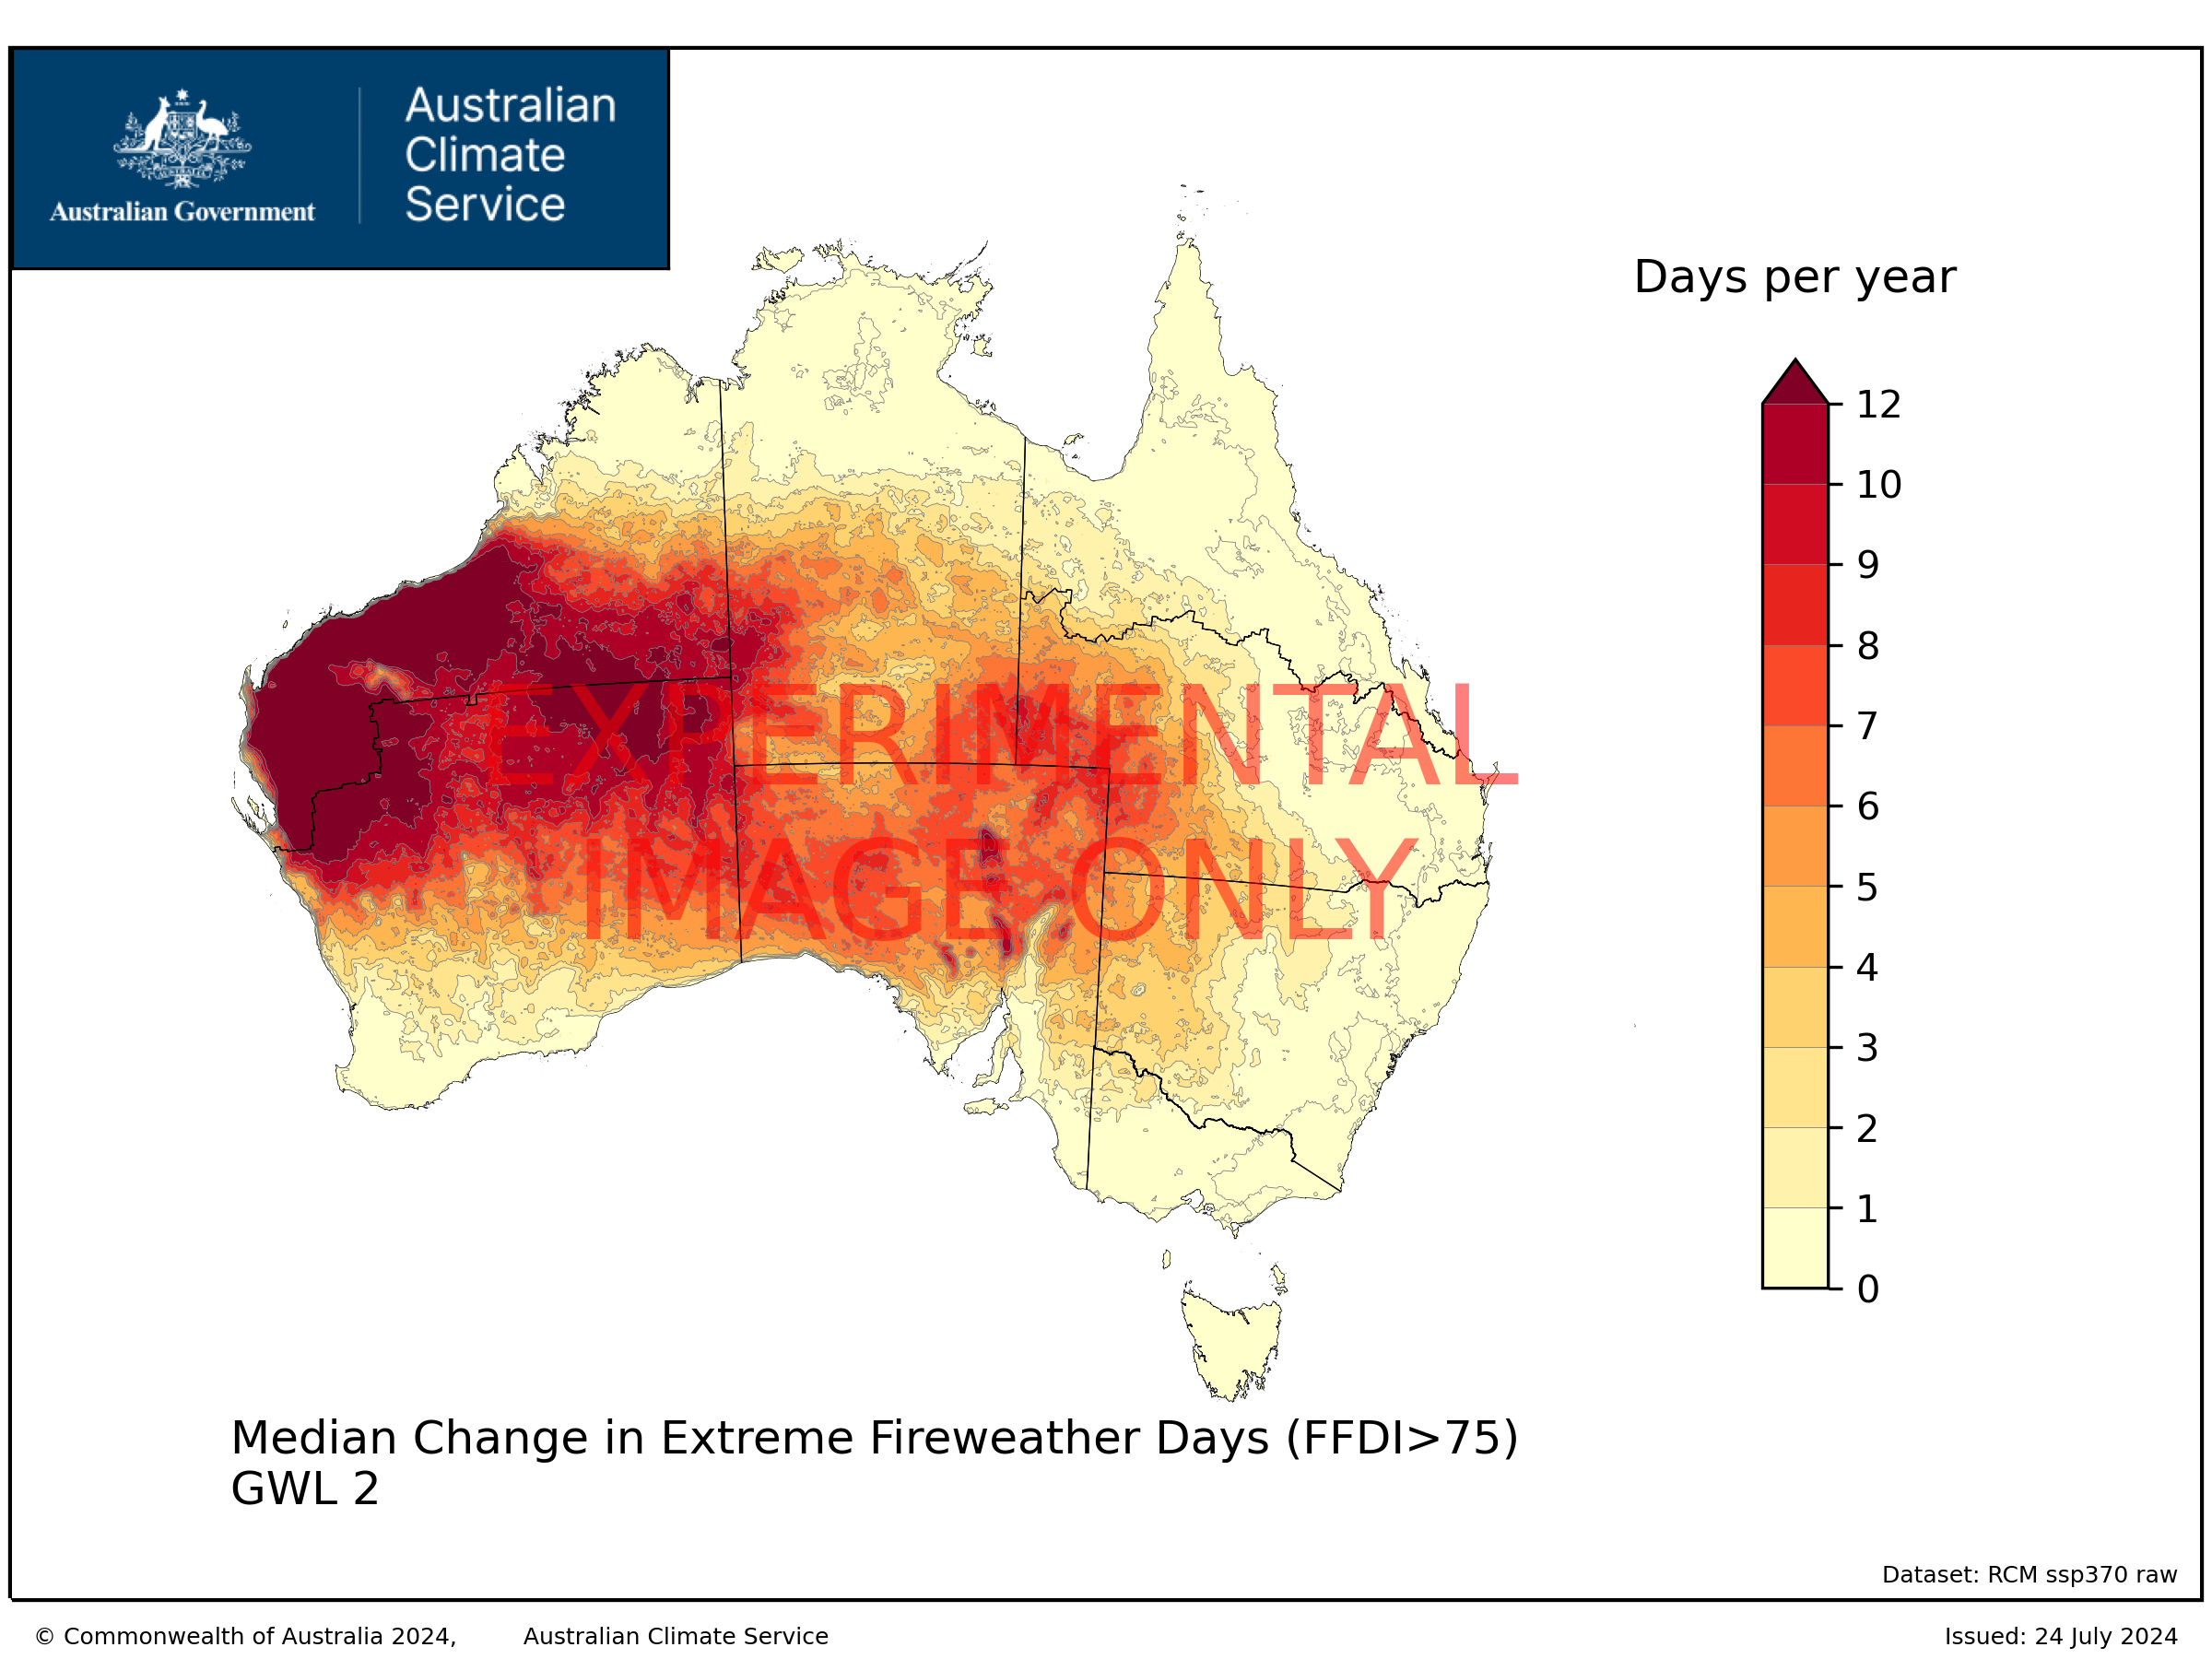 Australian Government
Australian
Climate
Service
Days per year
12
10
9
8
7
6
5
4
3
2
1
0
EXPERIMENTAL
IMAGE ONLY
Median Change in Extreme Fireweather Days (FFDI>75)
GWL 2
Dataset: RCM ssp370 raw
© Commonwealth of Australia 2024, Australian Climate Service
Issued: 24 July 2024